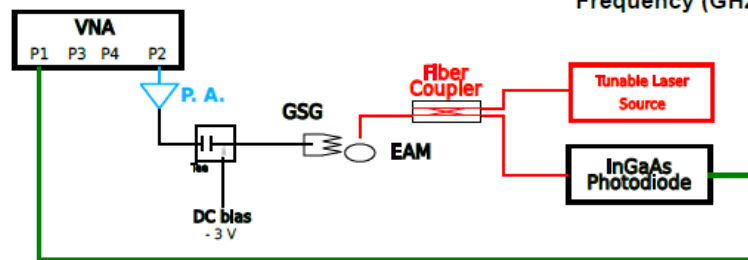 Frequency (GHz
VNA
P1 P3 P4 P2
P. A.
Fiber
Coupler
Tunable Laser
Source
GSG
EAM
InGaAs
Photodiode
Tee
DC bias
- 3 V